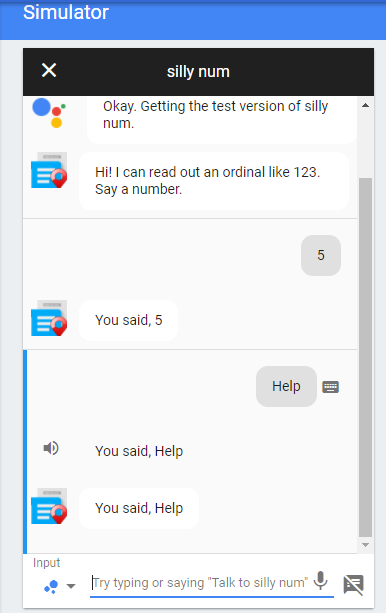 Simulator
silly num
Okay. Getting the test version of silly
num.
Hi! I can read out an ordinal like 123.
Say a number.
5
You said, 5
Help
You said, Help
You said, Help
Input
Try typing or saying "Talk to silly num"